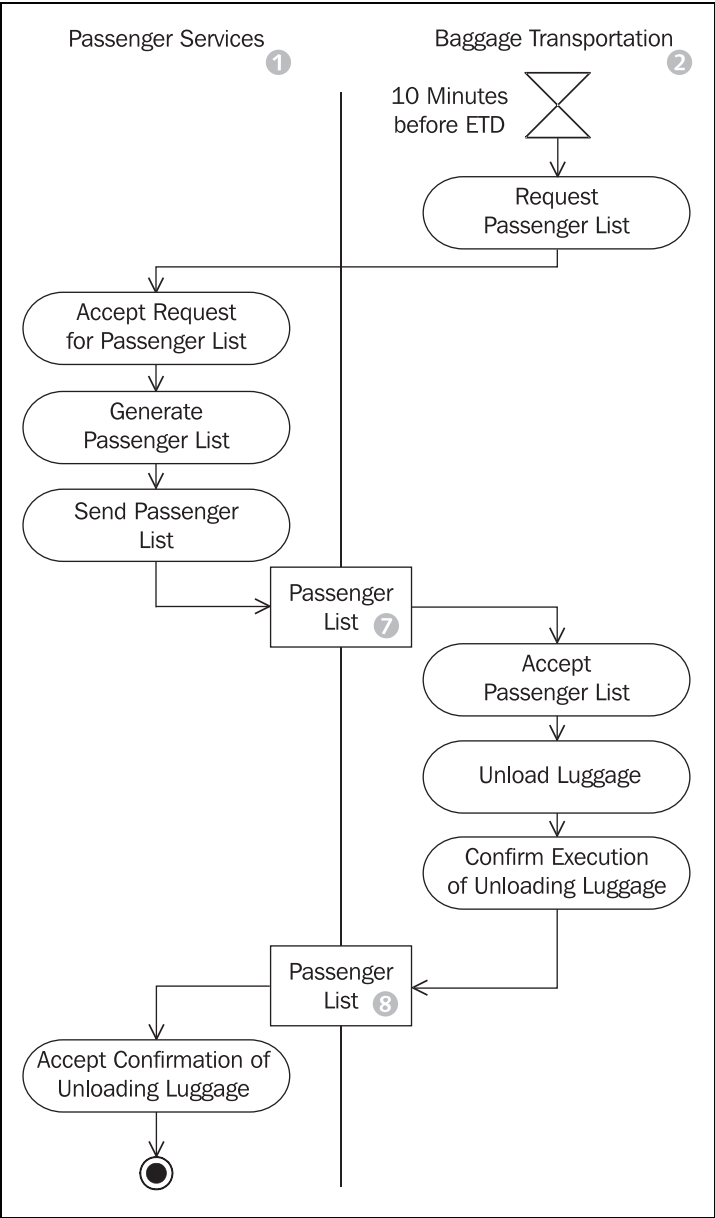 Passenger Services
1
Baggage Transportation
2
10 Minutes
before ETD
Request
Passenger List
Accept Request
for Passenger List
Generate
Passenger List
Send Passenger
List
Passenger
List 7
Accept
Passenger List
Unload Luggage
Confirm Execution
of Unloading Luggage
Passenger
List 8
Accept Confirmation of
Unloading Luggage